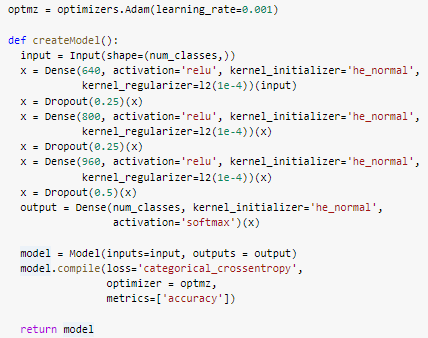 optmz = optimizers.Adam(learning_rate=0.001)
def createModel():
input = Input(shape=(num_classes,))
x = Dense(640, activation='relu', kernel_initializer='he_normal',
kernel_regularizer=l2(1e-4))(input)
x = Dropout(0.25)(x)
x = Dense(800, activation='relu', kernel_initializer='he_normal',
kernel_regularizer=l2(1e-4))(x)
x = Dropout(0.25)(x)
x = Dense(960, activation='relu', kernel_initializer='he_normal',
kernel_regularizer=l2(1e-4))(x)
x = Dropout(0.5)(x)
output = Dense(num_classes, kernel_initializer='he_normal',
activation='softmax')(x)
model = Model(inputs=input, outputs = output)
model.compile(loss='categorical_crossentropy',
optimizer = optmz,
metrics=['accuracy'])
return model